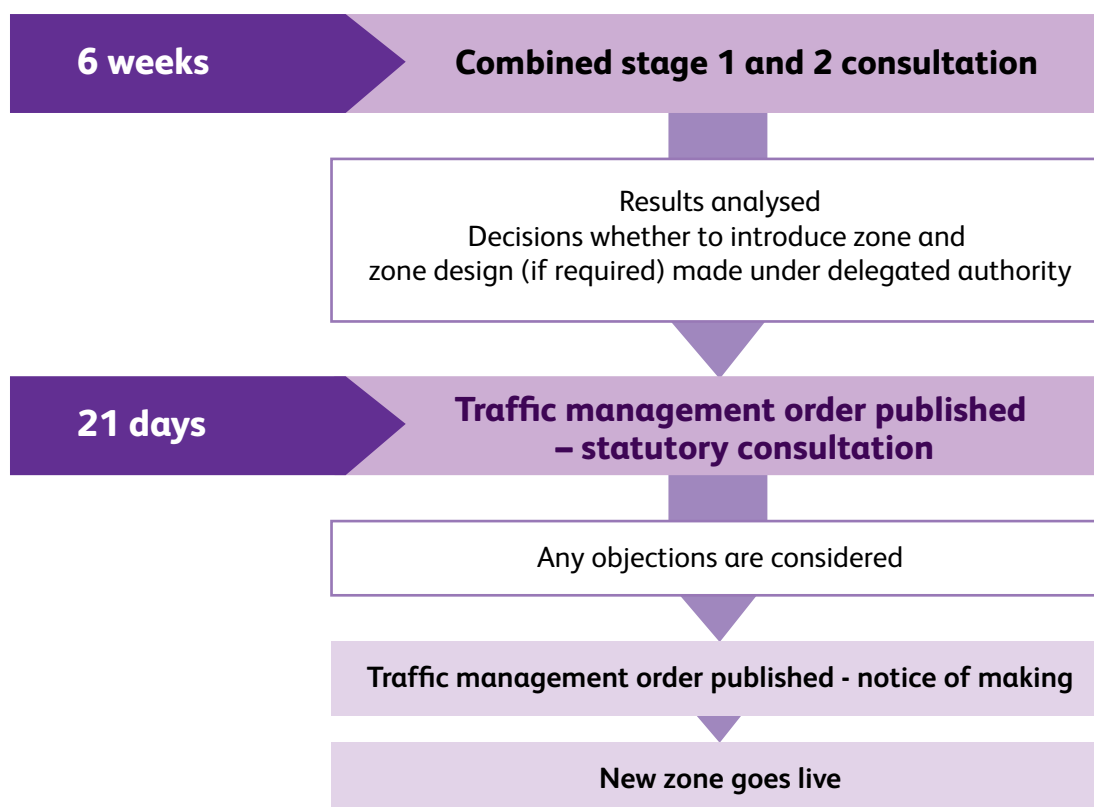 6 weeks
Combined stage 1 and 2 consultation
Results analysed
Decisions whether to introduce zone and
zone design (if required) made under delegated authority
21 days
Traffic management order published
– statutory consultation
Any objections are considered
Traffic management order published - notice of making
New zone goes live